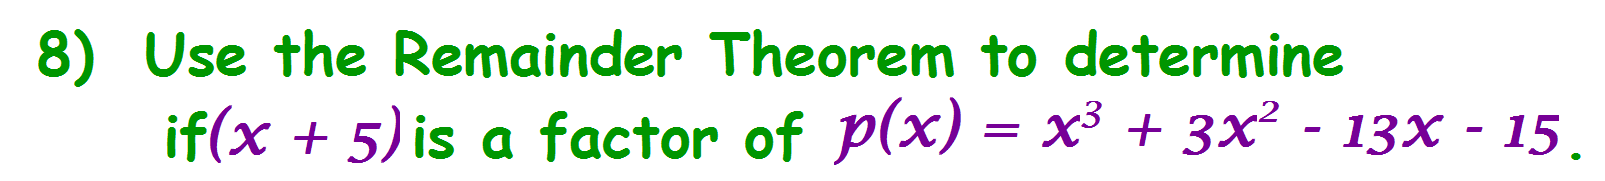 8) Use the Remainder Theorem to determine
if(x + 5)is a factor of p(x) = x³ + 3x² - 13x - 15.